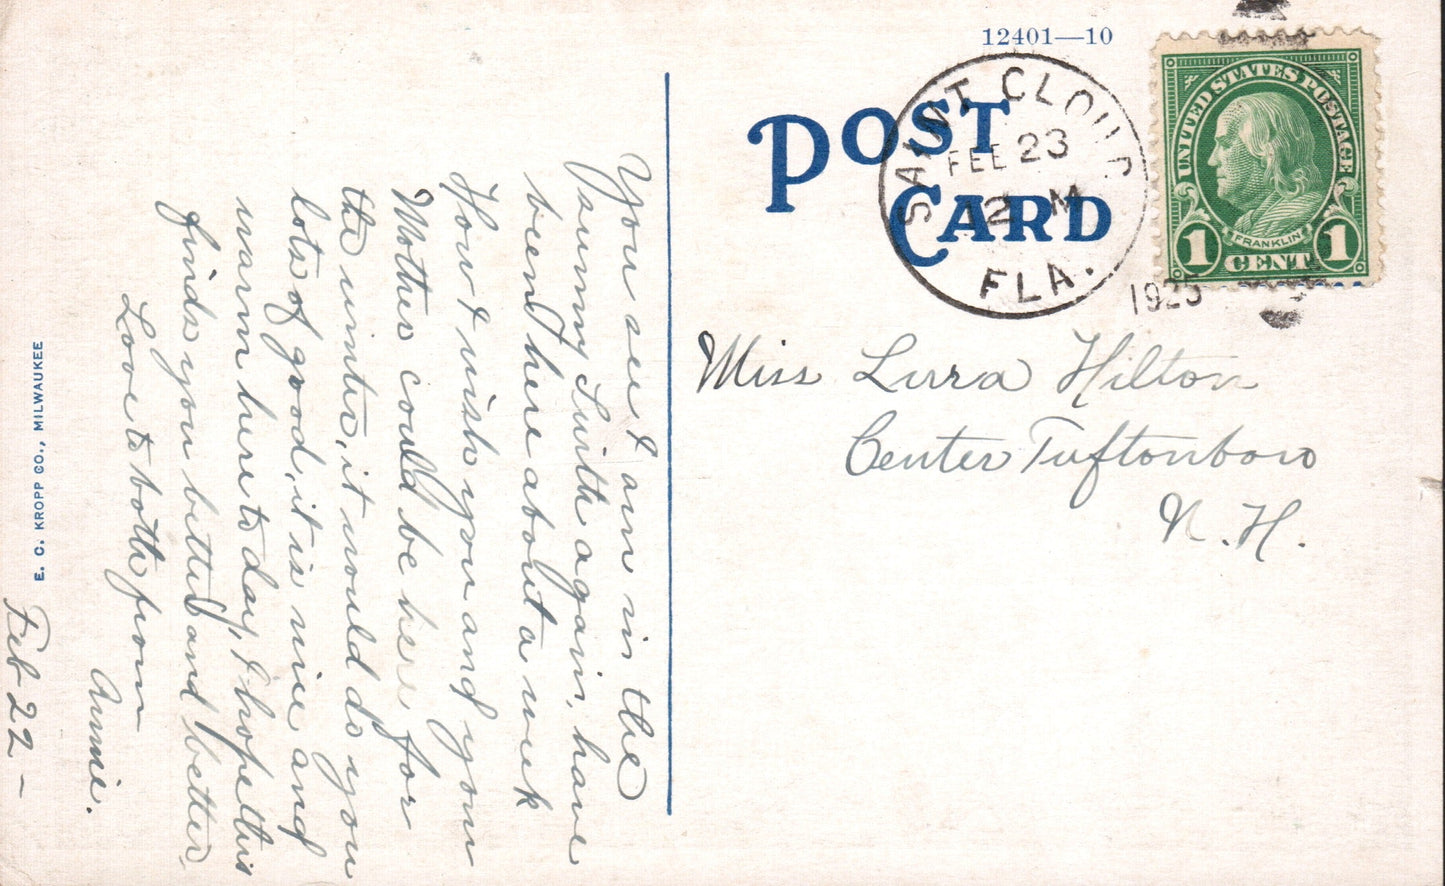 12401—10
POST CARD
SAINT CLOUD
FEB 23
12 M
1925
FLA.
UNITED STATES POSTAGE
FRANKLIN
1 CENT 1
Miss Lura Hilton
Center Tuftonboro
N. H.
You see I am in the
sunny South again, have
been here about a week
How I wish you and your
Mother could be here for
the winter, it would do you
lots of good, it is nice and
warm here to day, I hope this
finds you better and better,
Love to both from
Annie.
Feb 22 -
E. C. KROPP CO., MILWAUKEE